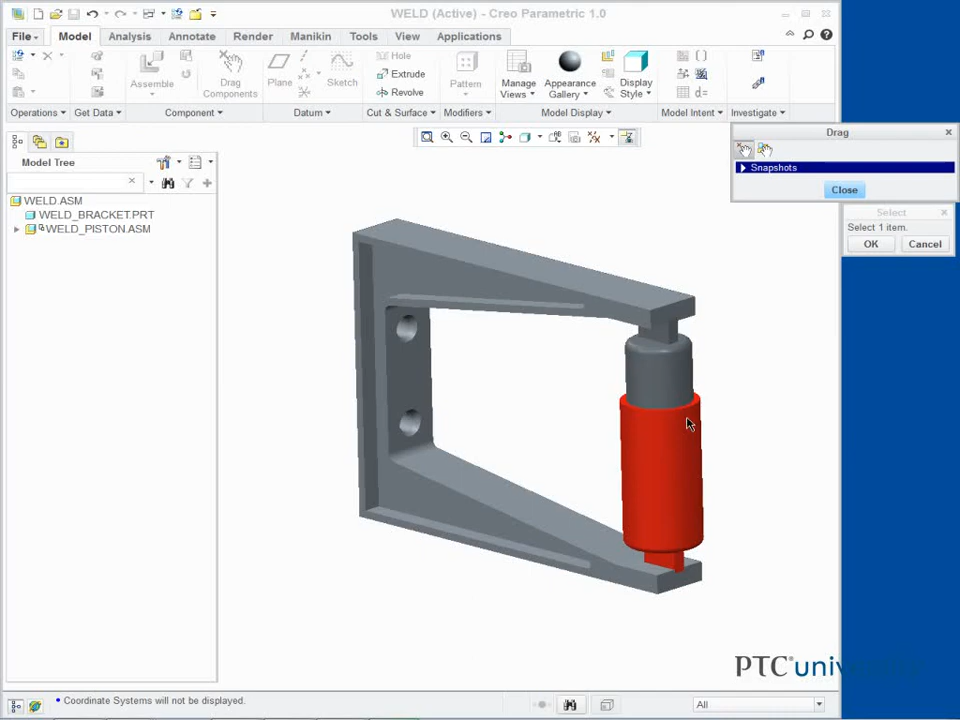 WELD (Active) - Creo Parametric 1.0
File Model Analysis Annotate Render Manikin Tools View Applications
Assemble
Drag Components
Plane
Sketch
Hole
Extrude
Revolve
Pattern
Manage Views
Appearance Gallery
Display Style
d=
Operations Get Data Component Datum Cut & Surface Modifiers Model Display Model Intent Investigate
Model Tree
WELD.ASM
WELD_BRACKET.PRT
WELD_PISTON.ASM
Drag
Snapshots
Close
Select
Select 1 item.
OK Cancel
PTC univer
Coordinate Systems will not be displayed.
All